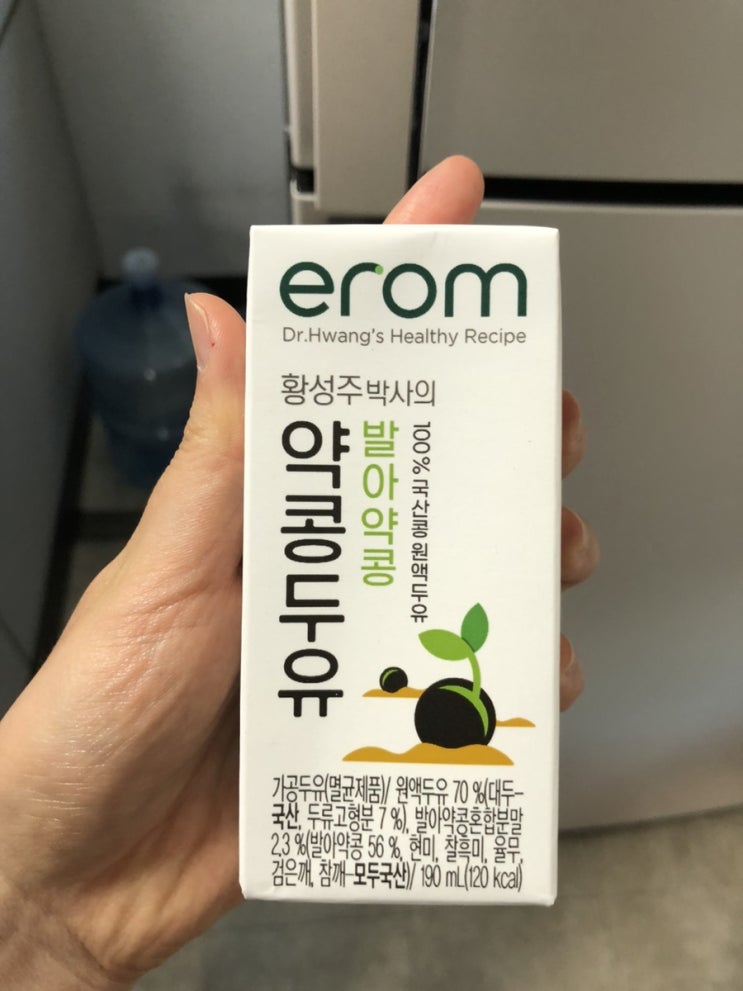 erom
Dr.Hwang's Healthy Recipe
황성주박사의
약콩두유
발아약콩
100% 국산콩 원액두유
가공두유(멸균제품)/ 원액두유 70 %(대두-
국산, 두류고형분 7 %), 발아약콩혼합분말
2.3 %(발아약콩 56 %, 현미, 찰흑미, 율무,
검은깨, 참깨-모두국산)/ 190 mL(120 kcal)